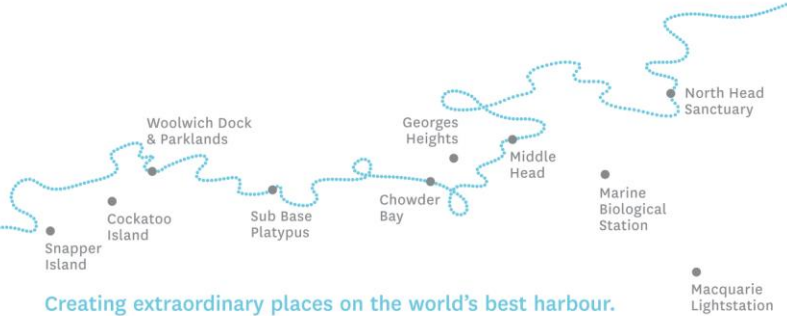 North Head
Sanctuary
Woolwich Dock
& Parklands
Georges
Heights
Middle
Head
Marine
Biological
Station
Chowder
Bay
Sub Base
Platypus
Cockatoo
Island
Snapper
Island
Macquarie
Lightstation
Creating extraordinary places on the world's best harbour.